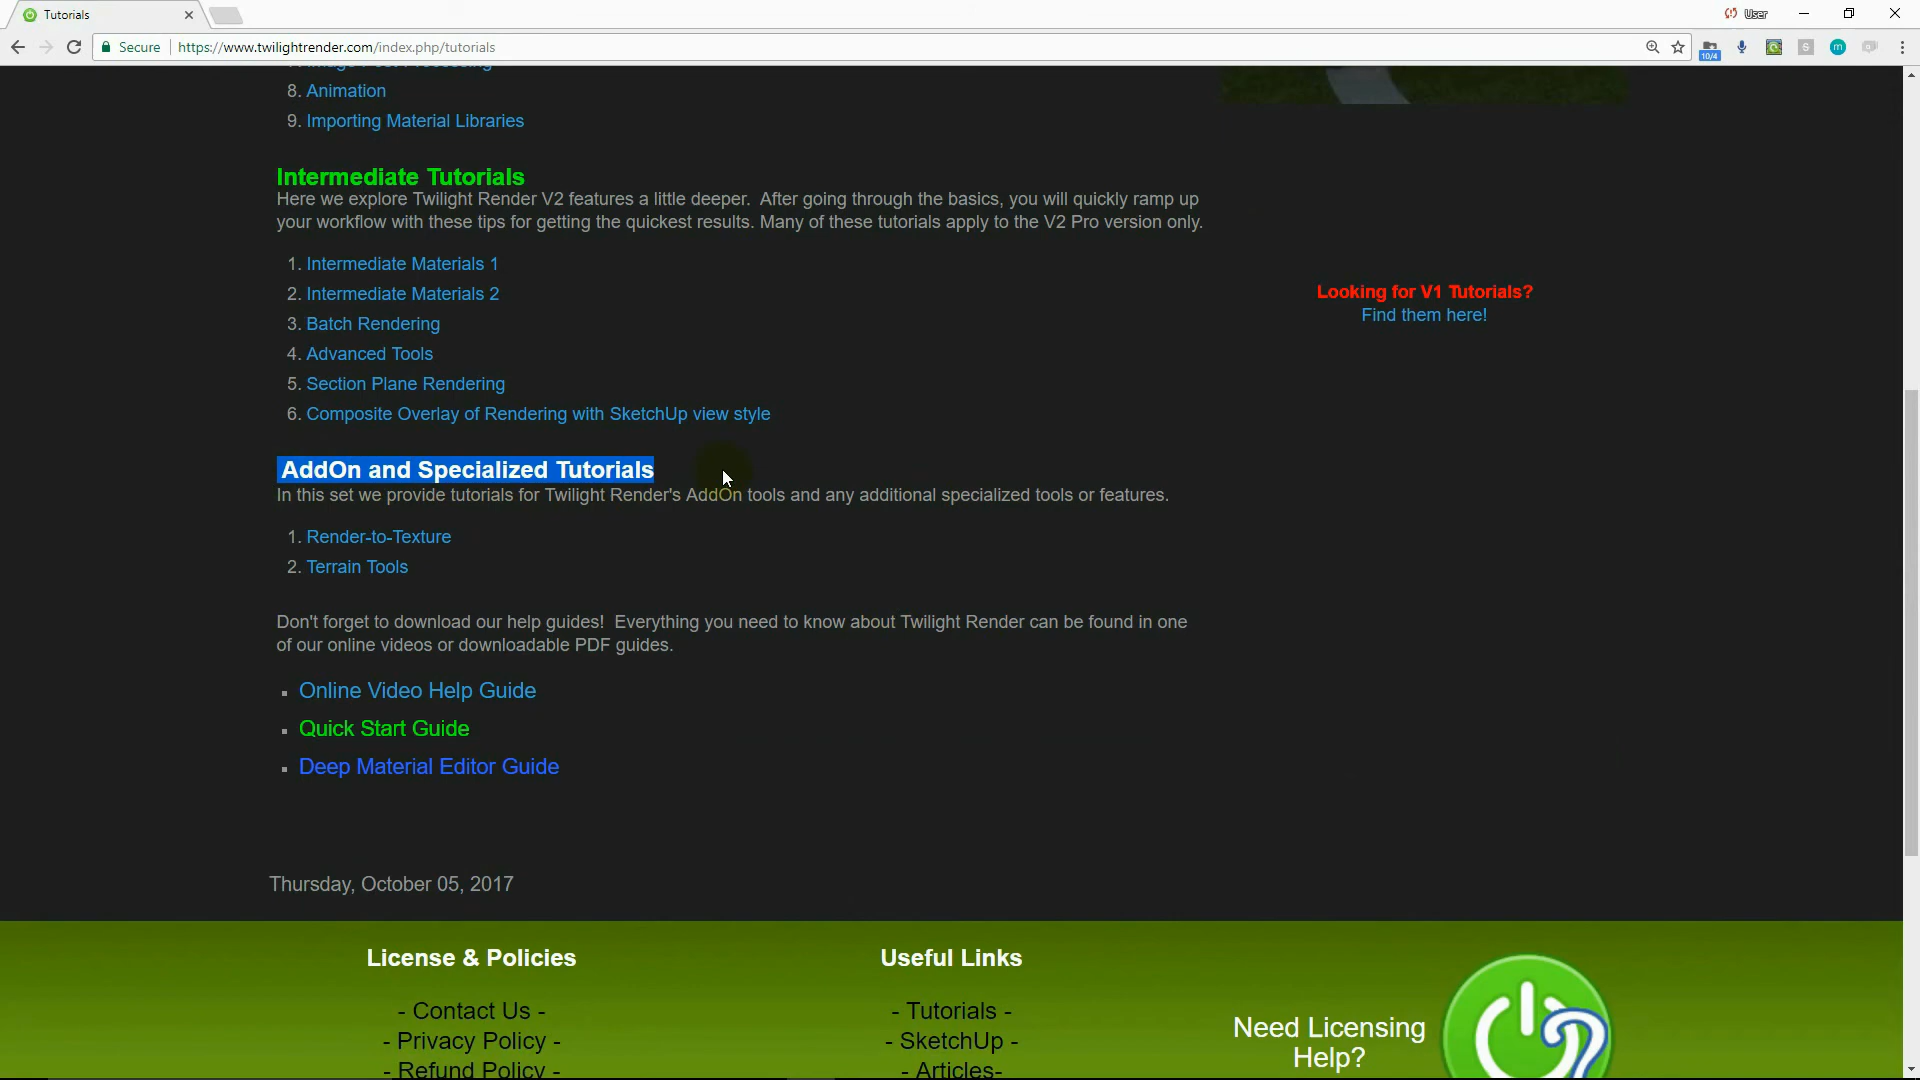 Tutorials
User
Secure
https://www.twilightrender.com/index.php/tutorials
10/4
S
m
8. Animation
9. Importing Material Libraries
Intermediate Tutorials
Here we explore Twilight Render V2 features a little deeper. After going through the basics, you will quickly ramp up
your workflow with these tips for getting the quickest results. Many of these tutorials apply to the V2 Pro version only.
1. Intermediate Materials 1
2. Intermediate Materials 2
3. Batch Rendering
4. Advanced Tools
5. Section Plane Rendering
6. Composite Overlay of Rendering with SketchUp view style
Looking for V1 Tutorials?
Find them here!
AddOn and Specialized Tutorials
In this set we provide tutorials for Twilight Render's AddOn tools and any additional specialized tools or features.
1. Render-to-Texture
2. Terrain Tools
Don't forget to download our help guides! Everything you need to know about Twilight Render can be found in one
of our online videos or downloadable PDF guides.
Online Video Help Guide
Quick Start Guide
Deep Material Editor Guide
Thursday, October 05, 2017
License & Policies
- Contact Us -
- Privacy Policy -
- Refund Policy -
Useful Links
- Tutorials -
- SketchUp -
- Articles-
Need Licensing
Help?